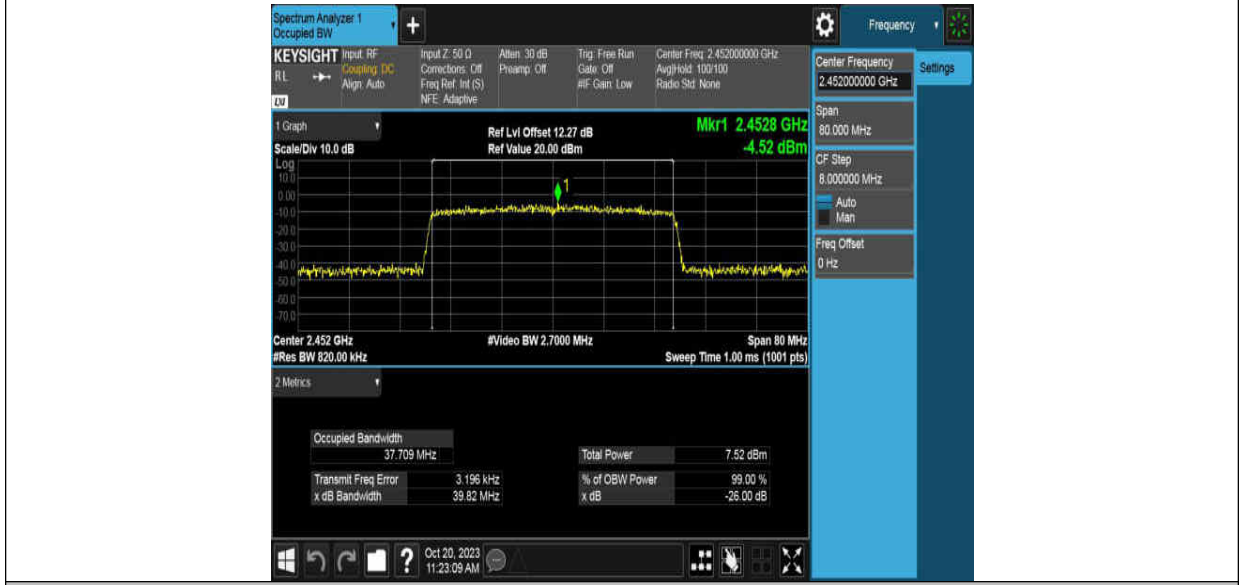 Spectrum Analyzer 1
Occupied BW
+
Frequency
KEYSIGHT
RL
LXI
Input: RF
Coupling: DC
Align: Auto
Input Z: 50 Ω
Corrections: Off
Freq Ref: Int (S)
NFE: Adaptive
Atten: 30 dB
Preamp: Off
Trig: Free Run
Gate: Off
#IF Gain: Low
Center Freq: 2.452000000 GHz
Avg|Hold: 100/100
Radio Std: None
Center Frequency
2.452000000 GHz
Settings
Span
80.000 MHz
CF Step
8.000000 MHz
Auto
Man
Freq Offset
0 Hz
1 Graph
Scale/Div 10.0 dB
Ref Lvl Offset 12.27 dB
Ref Value 20.00 dBm
Mkr1 2.4528 GHz
-4.52 dBm
Log
10.0
0.00
-10.0
-20.0
-30.0
-40.0
-50.0
-60.0
-70.0
1
Center 2.452 GHz
#Res BW 820.00 kHz
#Video BW 2.7000 MHz
Span 80 MHz
Sweep Time 1.00 ms (1001 pts)
2 Metrics
Occupied Bandwidth
37.709 MHz
Transmit Freq Error 3.196 kHz
x dB Bandwidth 39.82 MHz
Total Power 7.52 dBm
% of OBW Power 99.00 %
x dB -26.00 dB
?
Oct 20, 2023
11:23:09 AM